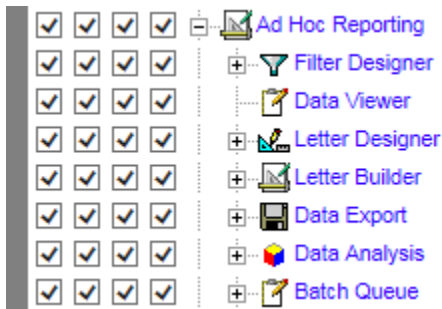 Ad Hoc Reporting
Filter Designer
Data Viewer
Letter Designer
Letter Builder
Data Export
Data Analysis
Batch Queue